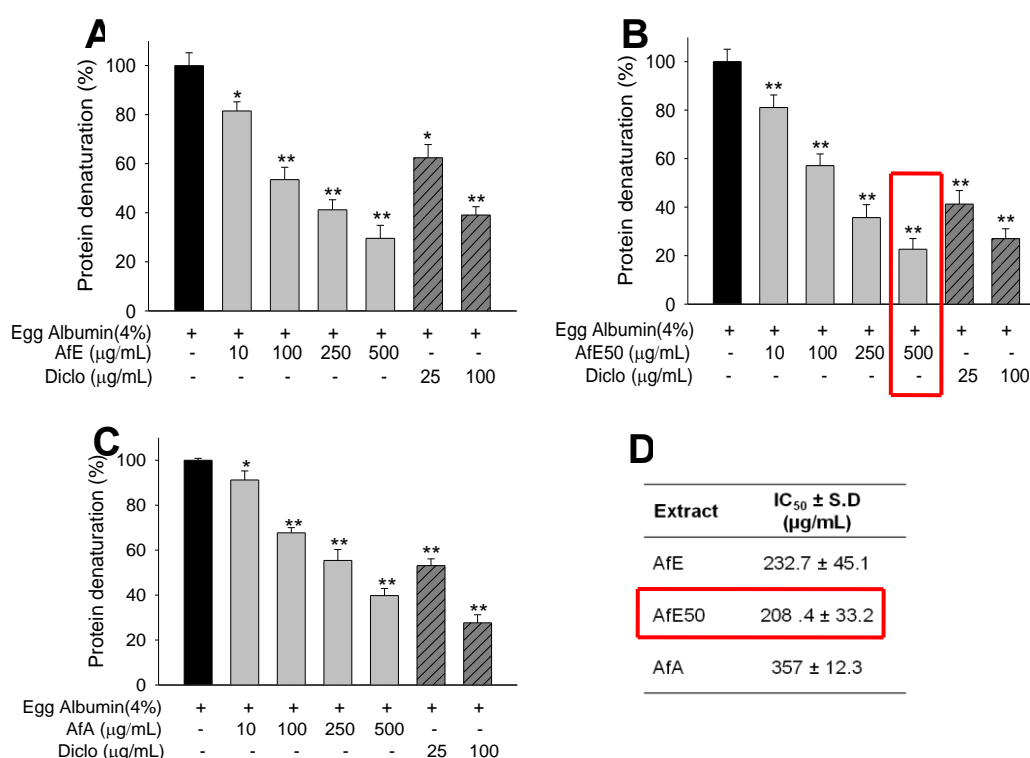 A
Protein denaturation (%)
100
80
60
40
20
0
* ** ** ** * **
Egg Albumin(4%) + + + + + + +
AfE (μg/mL) - 10 100 250 500 - -
Diclo (μg/mL) - - - - - 25 100
B
Protein denaturation (%)
100
80
60
40
20
0
** ** ** ** ** **
Egg Albumin(4%) + + + + + + +
AfE50 (μg/mL) - 10 100 250 500 - -
Diclo (μg/mL) - - - - - 25 100
C
Protein denaturation (%)
100
80
60
40
20
0
* ** ** ** ** **
Egg Albumin(4%) + + + + + + +
AfA (μg/mL) - 10 100 250 500 - -
Diclo (μg/mL) - - - - - 25 100
D
Extract IC50 ± S.D
(μg/mL)
AfE 232.7 ± 45.1
AfE50 208 .4 ± 33.2
AfA 357 ± 12.3